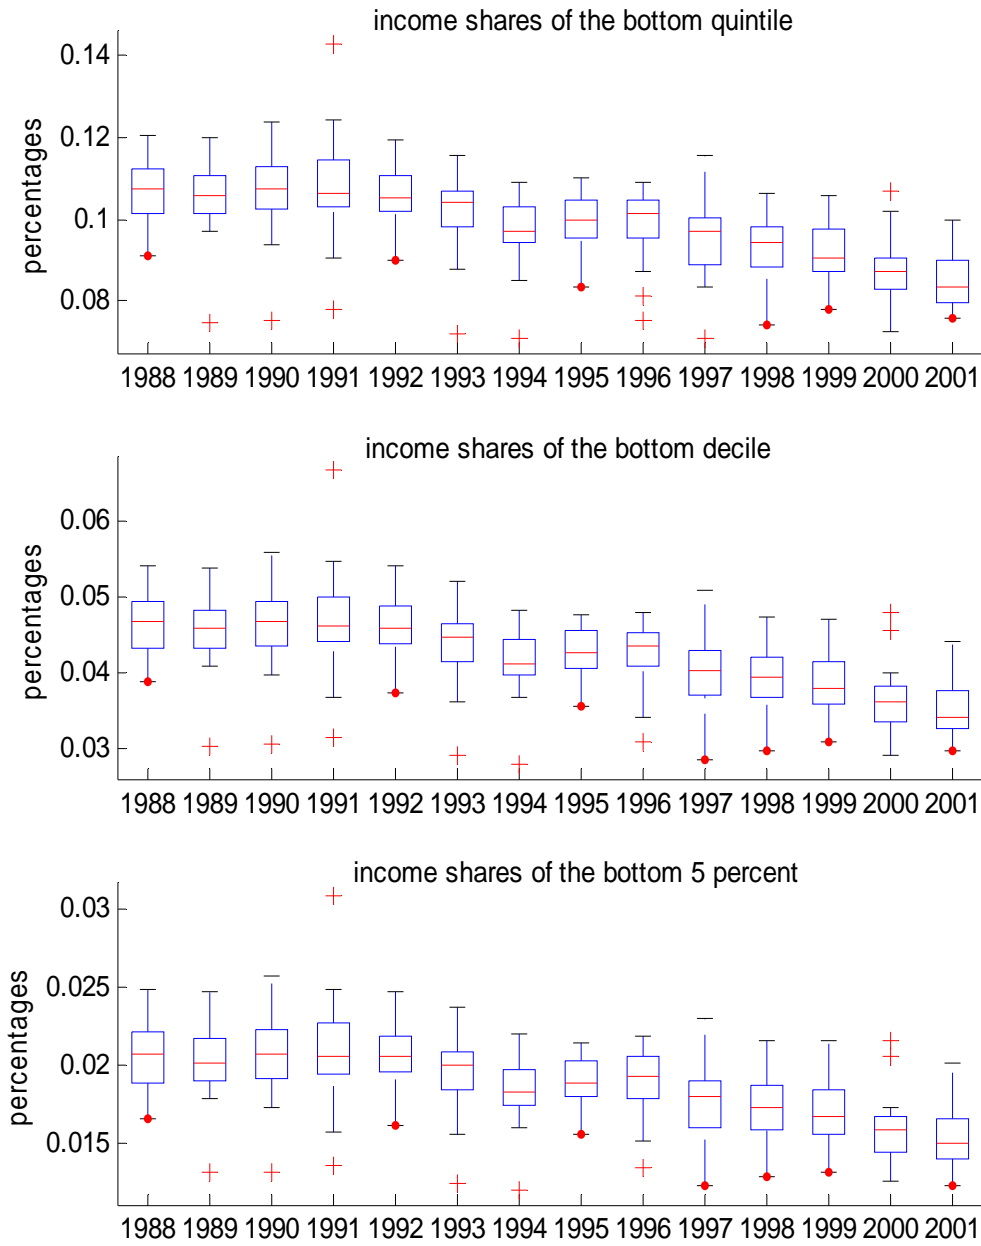 income shares of the bottom quintile
percentages
0.14
0.12
0.1
0.08
1988 1989 1990 1991 1992 1993 1994 1995 1996 1997 1998 1999 2000 2001
income shares of the bottom decile
percentages
0.06
0.05
0.04
0.03
1988 1989 1990 1991 1992 1993 1994 1995 1996 1997 1998 1999 2000 2001
income shares of the bottom 5 percent
percentages
0.03
0.025
0.02
0.015
1988 1989 1990 1991 1992 1993 1994 1995 1996 1997 1998 1999 2000 2001